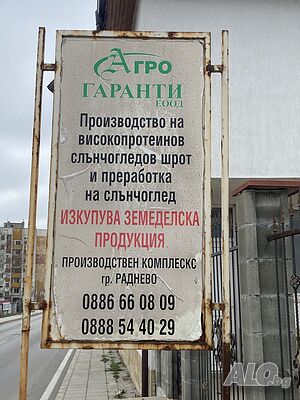 АГРО
ГАРАНТИ
ЕООД
Производство на
високопротеинов
слънчогледов шрот
и преработка
на слънчоглед
ИЗКУПУВА ЗЕМЕДЕЛСКА
ПРОДУКЦИЯ
ПРОИЗВОДСТВЕН КОМПЛЕКС
гр. РАДНЕВО
0886 66 08 09
0888 54 40 29
ALO.bg